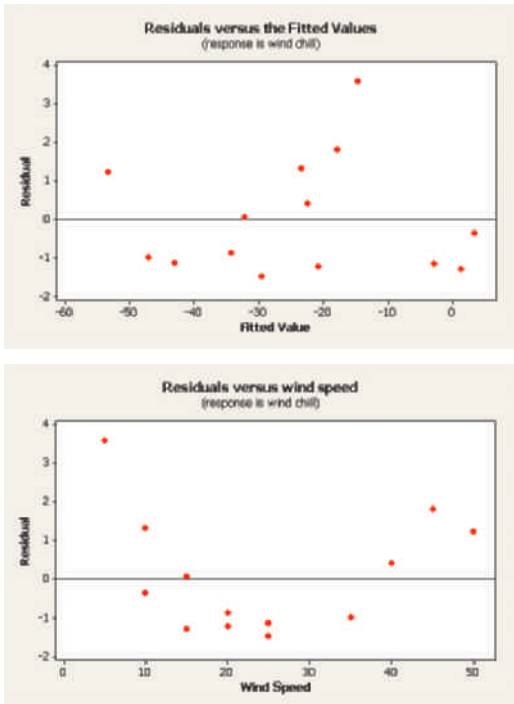 Residuals versus the Fitted Values
(response is wind chill)
4
3
2
1
0
-1
-2
Residual
-60 -50 -40 -30 -20 -10 0
Fitted Value
Residuals versus wind speed
(response is wind chill)
4
3
2
1
0
-1
-2
Residual
0 10 20 30 40 50
Wind Speed